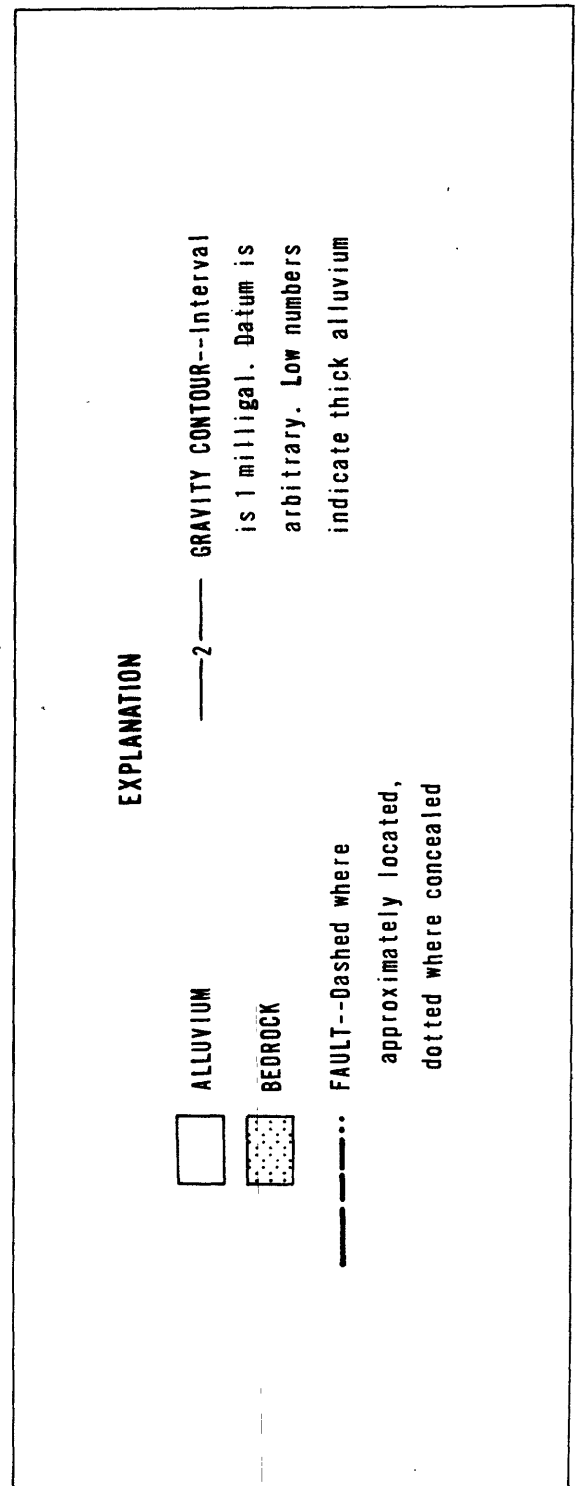 EXPLANATION
ALLUVIUM
BEDROCK
FAULT--Dashed where
approximately located,
dotted where concealed
2
GRAVITY CONTOUR--Interval
is 1 milligal. Datum is
arbitrary. Low numbers
indicate thick alluvium